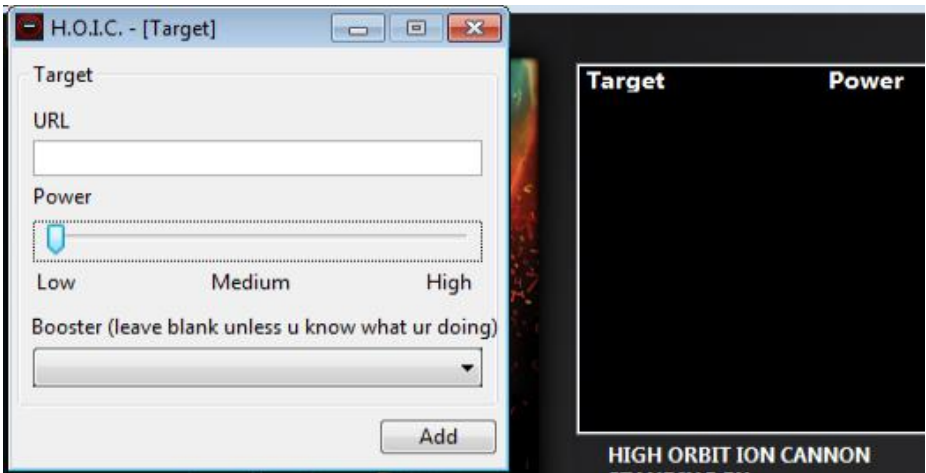 H.O.I.C. - [Target]
Target
URL
Power
Low Medium High
Booster (leave blank unless u know what ur doing)
Add
Target Power
HIGH ORBIT ION CANNON